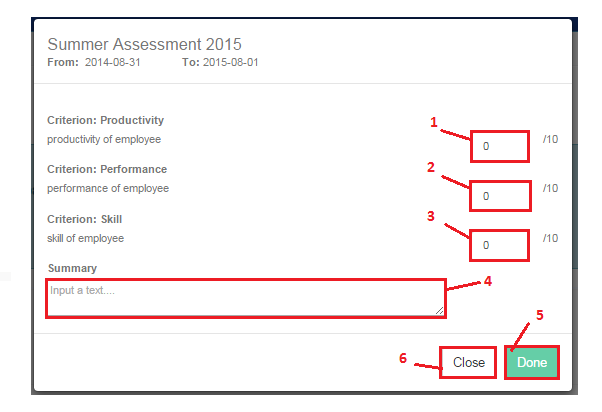 Summer Assessment 2015
From: 2014-08-31 To: 2015-08-01
Criterion: Productivity
1
productivity of employee 0 /10
Criterion: Performance
2
performance of employee 0 /10
Criterion: Skill
3
skill of employee 0 /10
Summary
4
Input a text....
5
6 Close Done